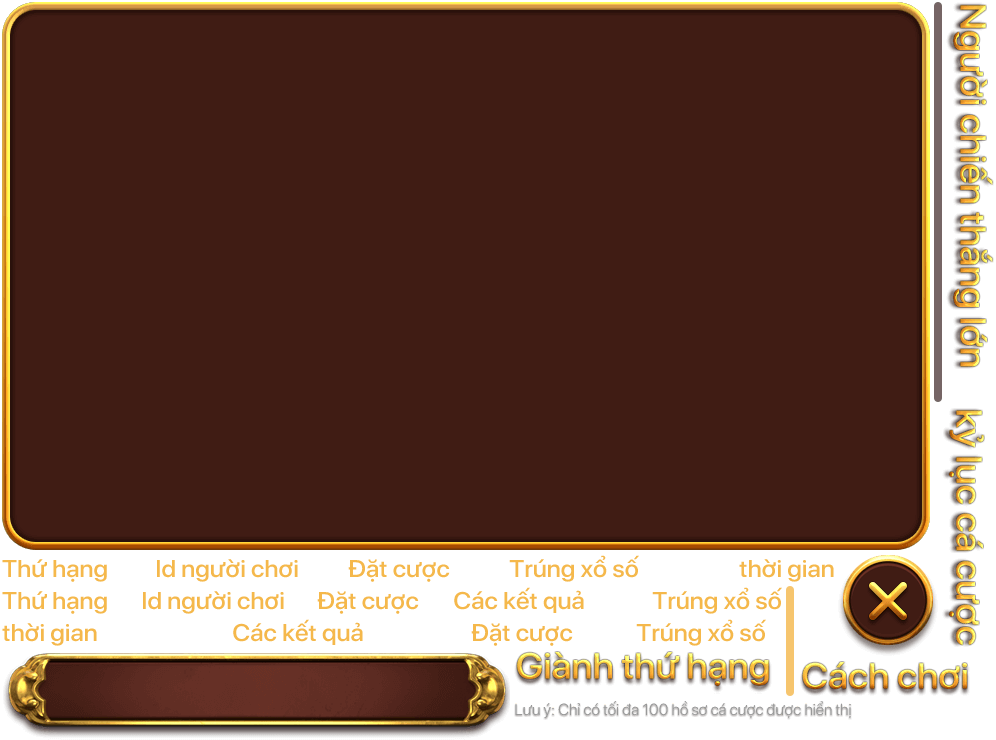 Người chiến thắng lớn
kỷ lục cá cược
Thứ hạng Id người chơi Đặt cược Trúng xổ số thời gian
Thứ hạng Id người chơi Đặt cược Các kết quả Trúng xổ số
thời gian Các kết quả Đặt cược Trúng xổ số
Giành thứ hạng
Cách chơi
Lưu ý: Chỉ có tối đa 100 hồ sơ cá cược được hiển thị